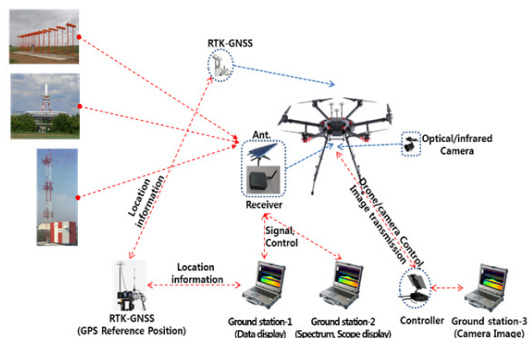 RTK-GNSS
Ant.
Receiver
Optical/infrared
Camera
Location
information
Drone/camera Control
Image transmission
Signal,
Control
Location
information
RTK-GNSS
(GPS Reference Position)
Ground station-1
(Data display)
Ground station-2
(Spectrum, Scope display)
Controller
Ground station-3
(Camera Image)